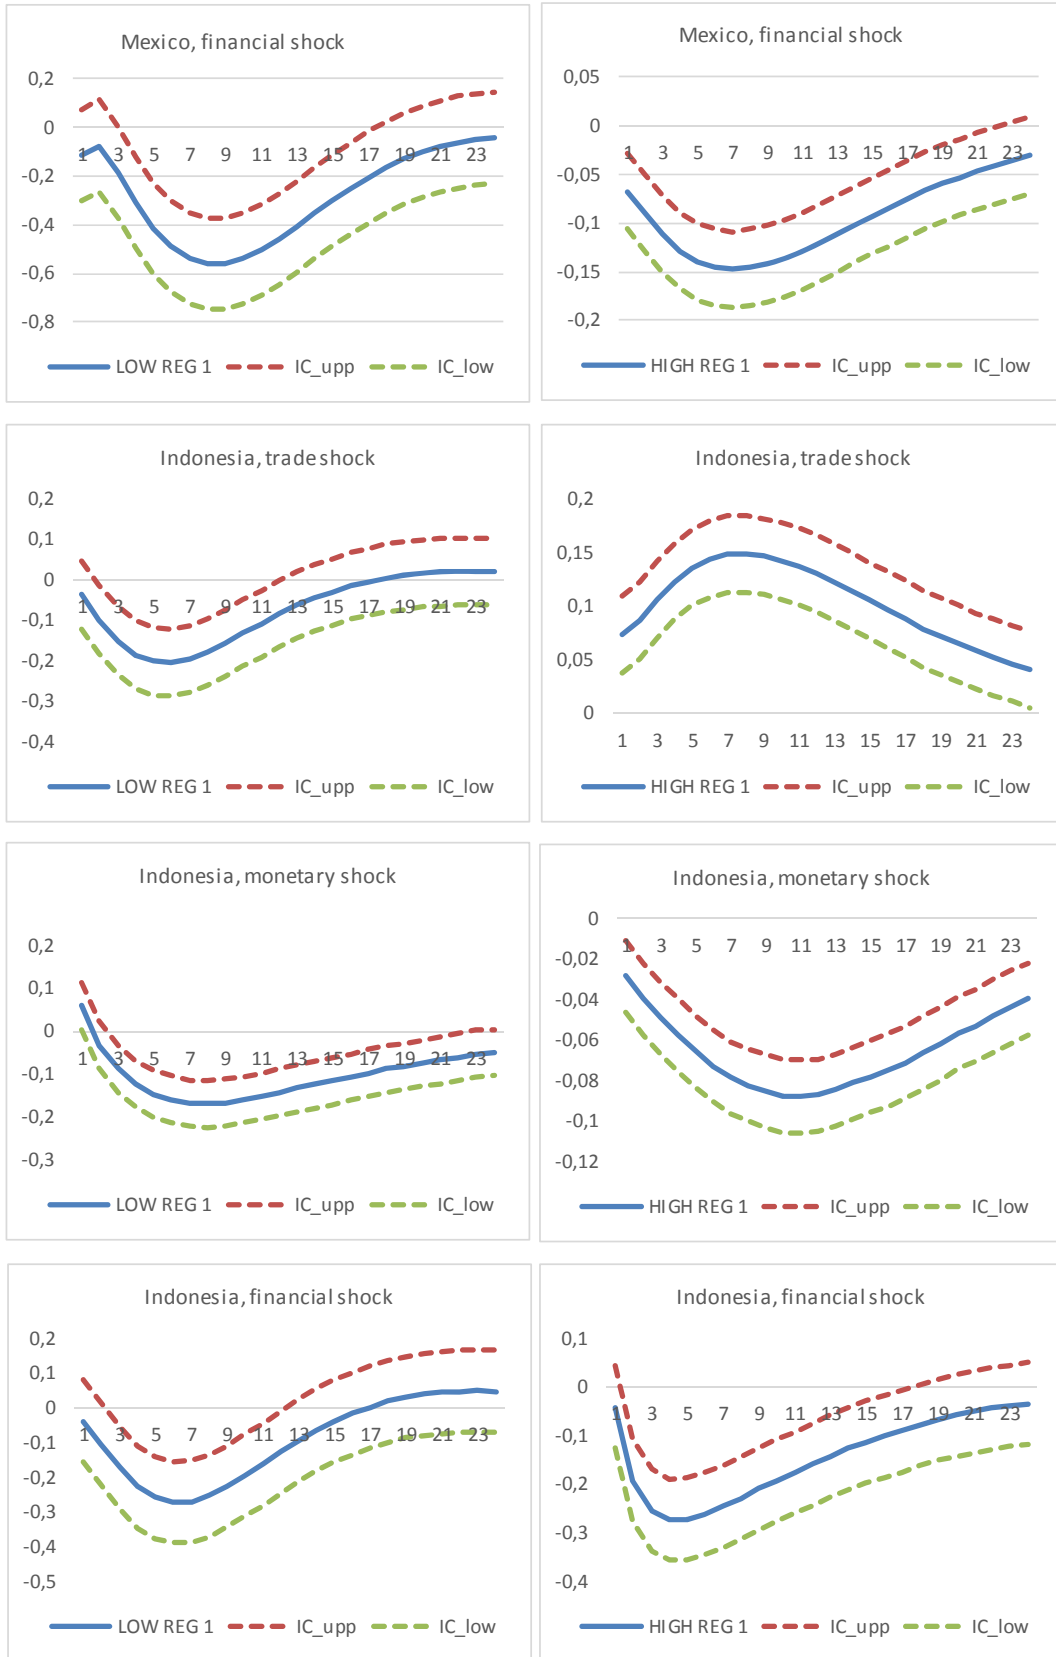 Mexico, financial shock
0,2
0
-0,2
-0,4
-0,6
-0,8
1 3 5 7 9 11 13 15 17 19 21 23
LOW REG 1 IC_upp IC_low
Mexico, financial shock
0,05
0
-0,05
-0,1
-0,15
-0,2
1 3 5 7 9 11 13 15 17 19 21 23
HIGH REG 1 IC_upp IC_low
Indonesia, trade shock
0,2
0,1
0
-0,1
-0,2
-0,3
-0,4
1 3 5 7 9 11 13 15 17 19 21 23
LOW REG 1 IC_upp IC_low
Indonesia, trade shock
0,2
0,15
0,1
0,05
0
1 3 5 7 9 11 13 15 17 19 21 23
HIGH REG 1 IC_upp IC_low
Indonesia, monetary shock
0,2
0,1
0
-0,1
-0,2
-0,3
1 3 5 7 9 11 13 15 17 19 21 23
LOW REG 1 IC_upp IC_low
Indonesia, monetary shock
0
-0,02
-0,04
-0,06
-0,08
-0,1
-0,12
1 3 5 7 9 11 13 15 17 19 21 23
HIGH REG 1 IC_upp IC_low
Indonesia, financial shock
0,2
0,1
0
-0,1
-0,2
-0,3
-0,4
-0,5
1 3 5 7 9 11 13 15 17 19 21 23
LOW REG 1 IC_upp IC_low
Indonesia, financial shock
0,1
0
-0,1
-0,2
-0,3
-0,4
1 3 5 7 9 11 13 15 17 19 21 23
HIGH REG 1 IC_upp IC_low